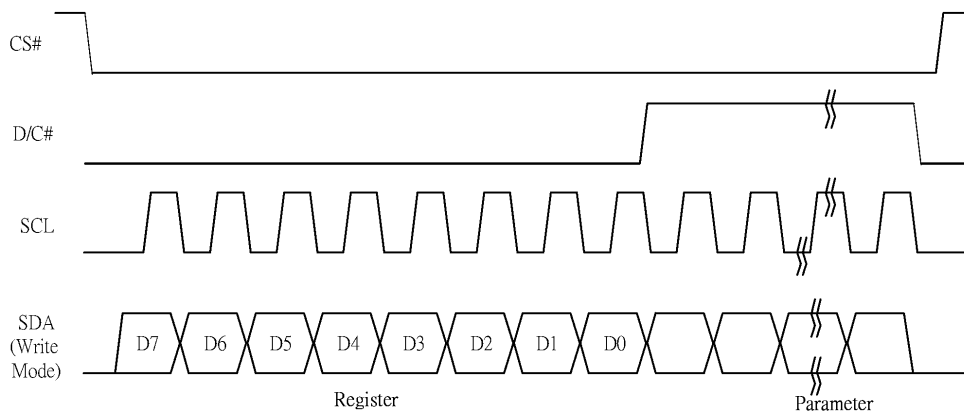 CS#
D/C#
SCL
SDA
(Write
Mode)
D7 D6 D5 D4 D3 D2 D1 D0
Register
Parameter